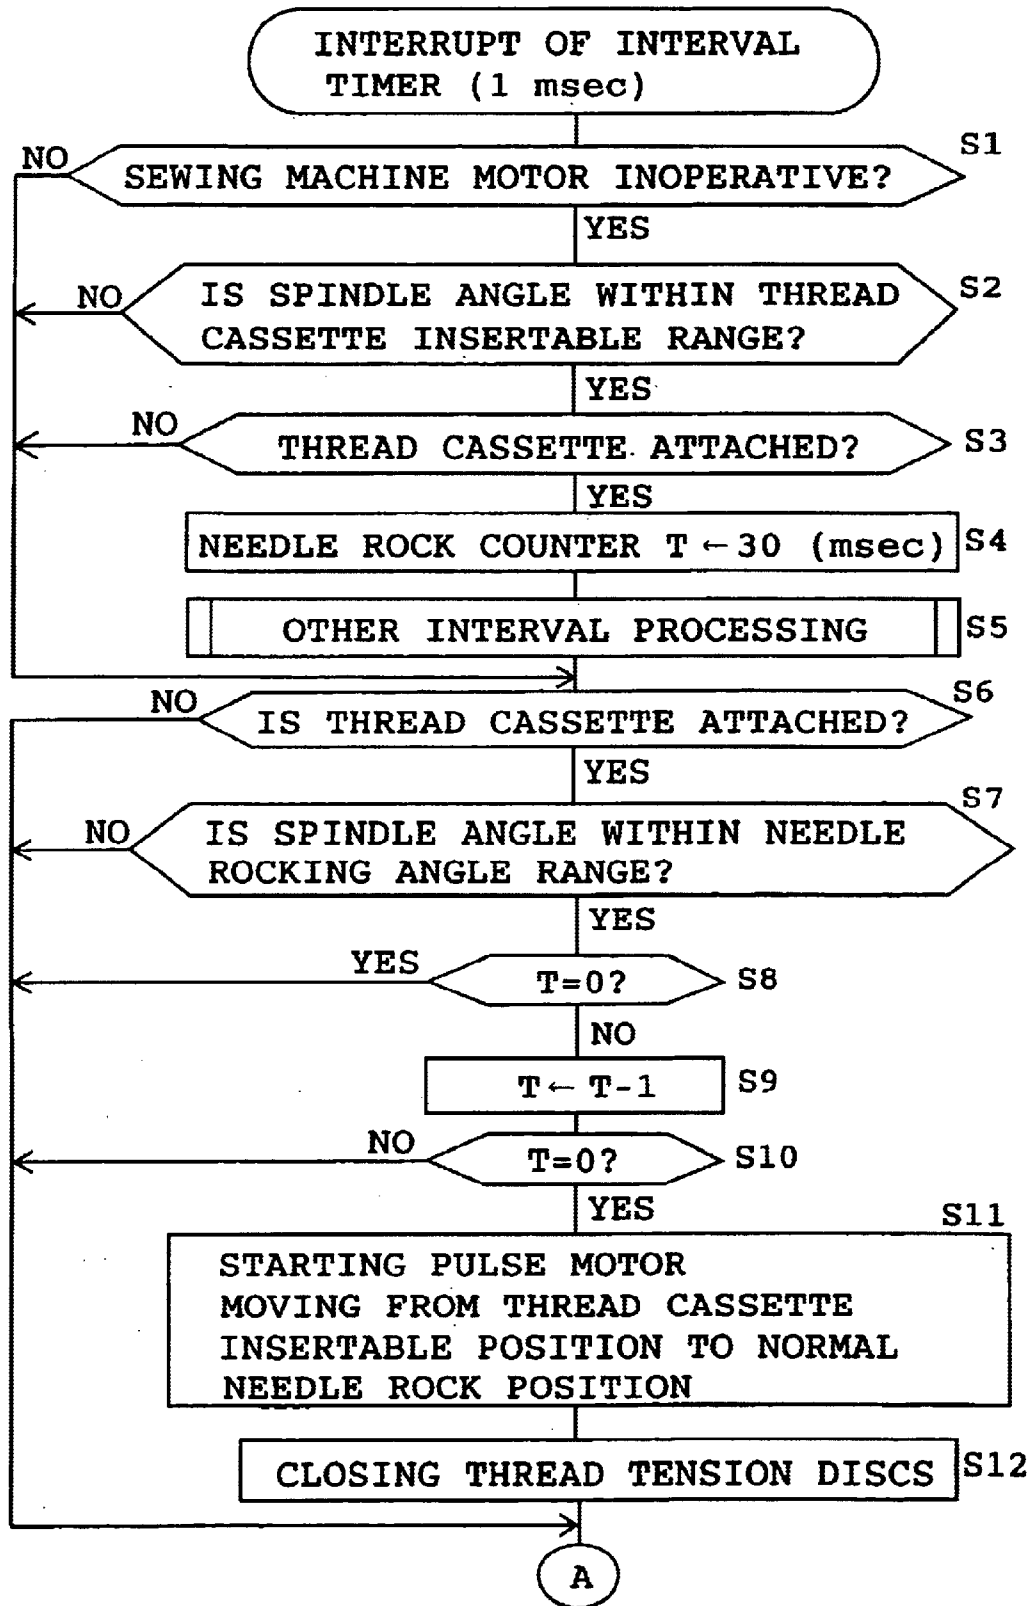 INTERRUPT OF INTERVAL
TIMER (1 msec)
S1
NO
SEWING MACHINE MOTOR INOPERATIVE?
YES
S2
NO
IS SPINDLE ANGLE WITHIN THREAD
CASSETTE INSERTABLE RANGE?
YES
NO
THREAD CASSETTE ATTACHED?
S3
YES
NEEDLE ROCK COUNTER T ← 30 (msec)
S4
OTHER INTERVAL PROCESSING
S5
NO
S6
IS THREAD CASSETTE ATTACHED?
YES
S7
NO
IS SPINDLE ANGLE WITHIN NEEDLE
ROCKING ANGLE RANGE?
YES
YES
T=0?
S8
NO
T ← T-1
S9
NO
T=0?
S10
YES
S11
STARTING PULSE MOTOR
MOVING FROM THREAD CASSETTE
INSERTABLE POSITION TO NORMAL
NEEDLE ROCK POSITION
CLOSING THREAD TENSION DISCS
S12
A